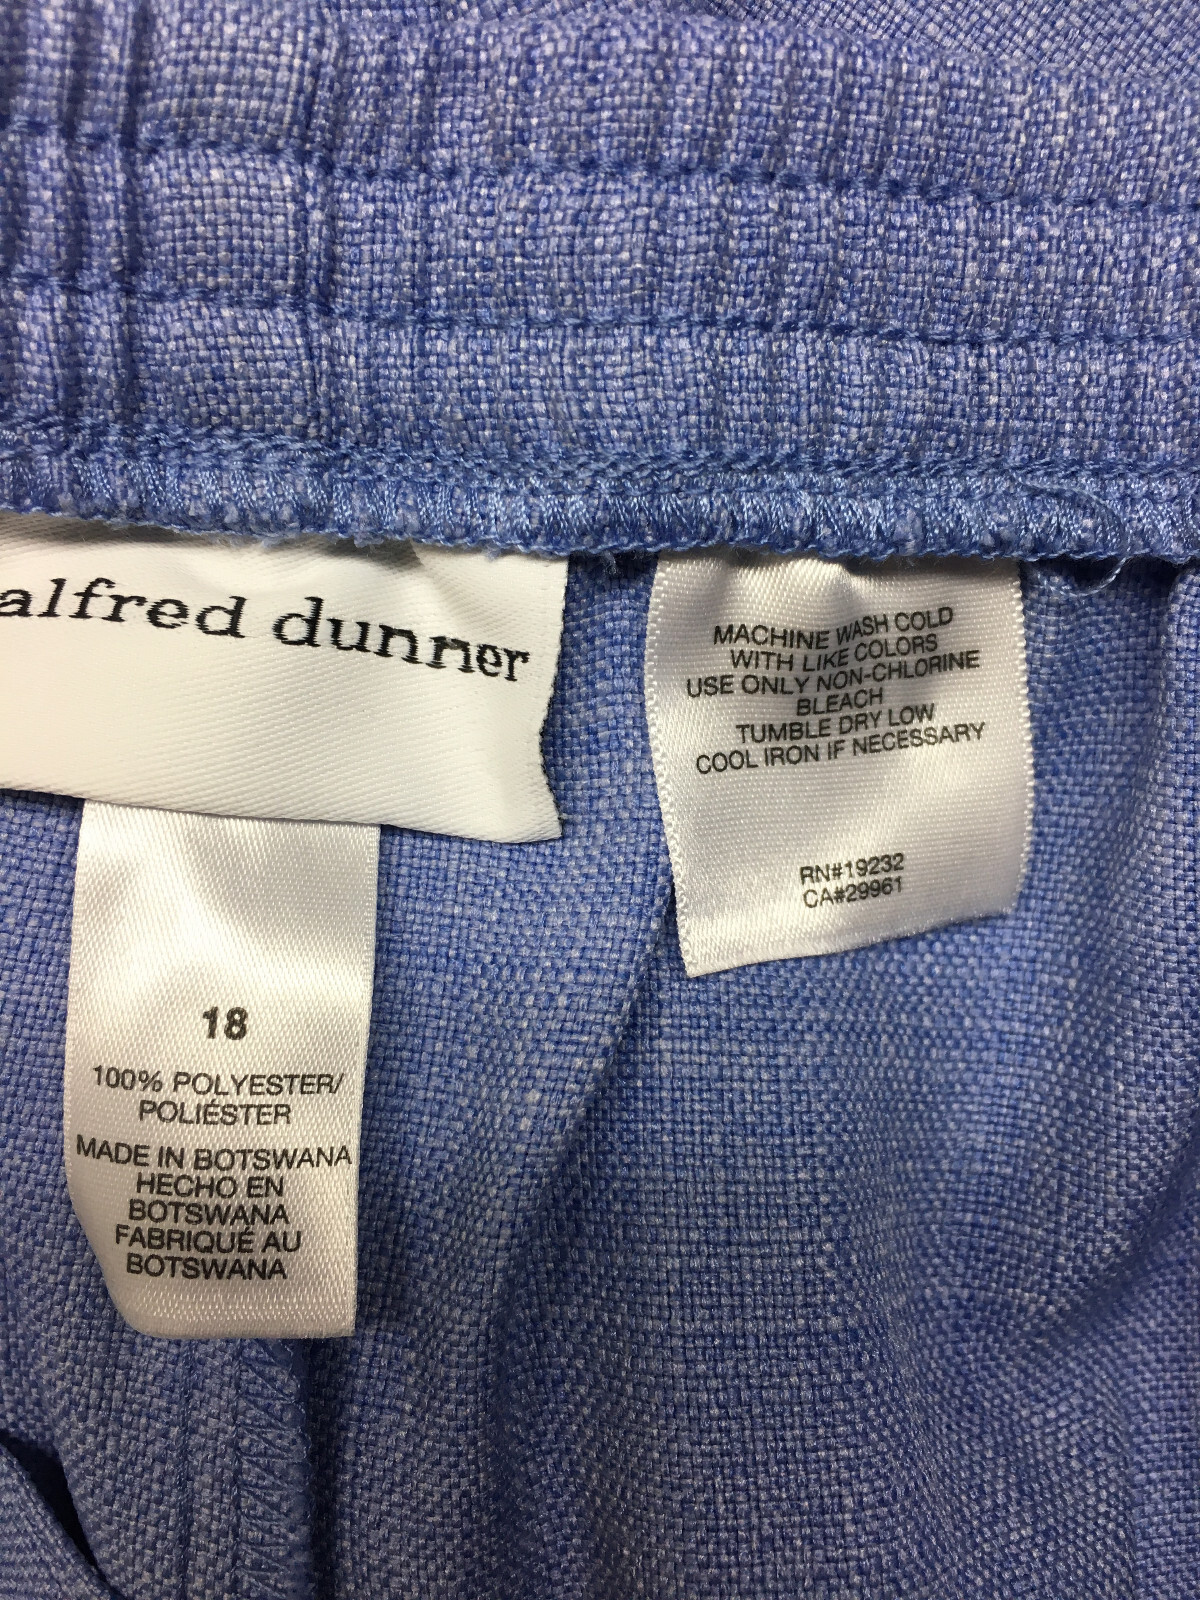 alfred dunner
18
100% POLYESTER/
POLIÉSTER
MADE IN BOTSWANA
HECHO EN
BOTSWANA
FABRIQUÉ AU
BOTSWANA
MACHINE WASH COLD
WITH LIKE COLORS
USE ONLY NON-CHLORINE
BLEACH
TUMBLE DRY LOW
COOL IRON IF NECESSARY
RN#19232
CA#29961